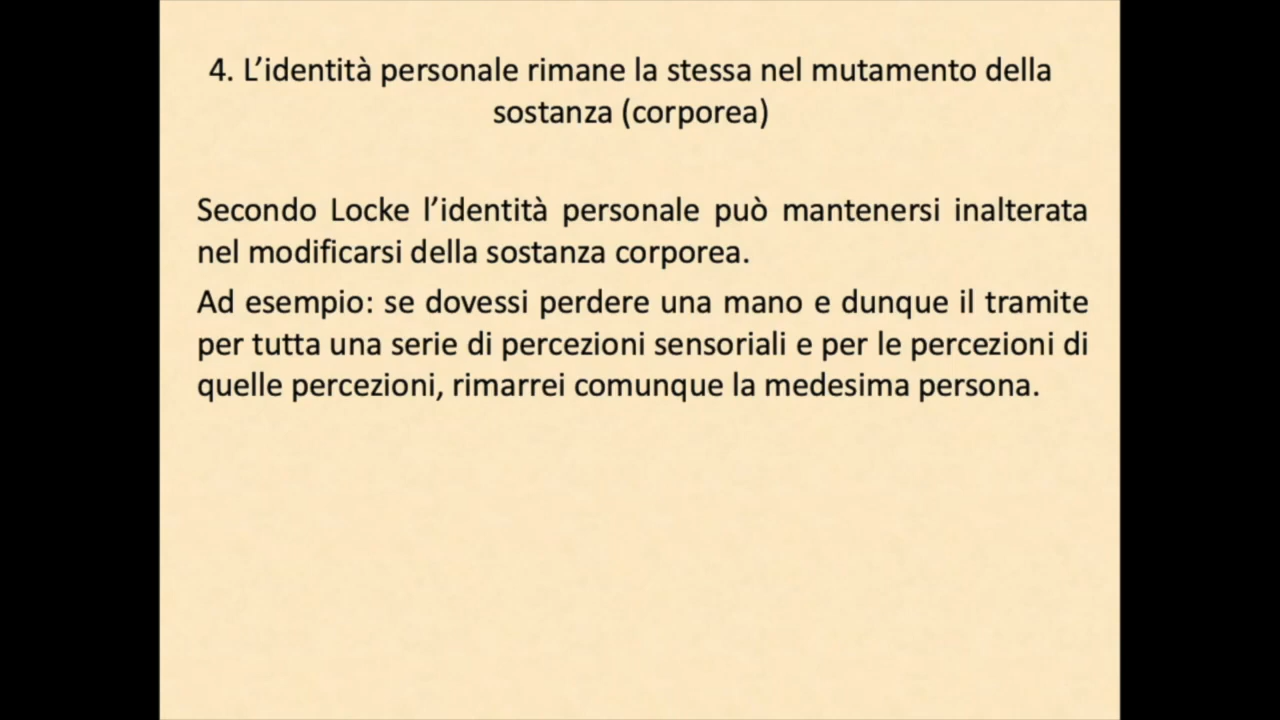 4. L’identità personale rimane la stessa nel mutamento della
sostanza (corporea)
Secondo Locke l’identità personale può mantenersi inalterata
nel modificarsi della sostanza corporea.
Ad esempio: se dovessi perdere una mano e dunque il tramite
per tutta una serie di percezioni sensoriali e per le percezioni di
quelle percezioni, rimarrei comunque la medesima persona.